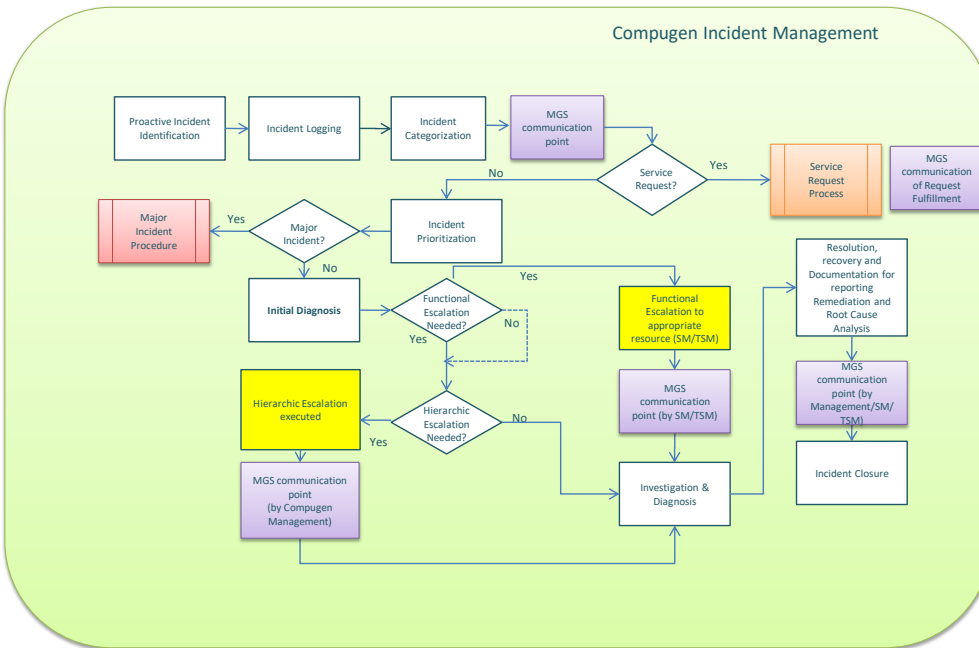 Compugen Incident Management
Proactive Incident
Identification
Incident Logging
Incident
Categorization
MGS
communication
point
Service
Request?
Yes
No
Service
Request
Process
MGS
communication
of Request
Fulfillment
Major
Incident
Procedure
Yes
Major
Incident?
No
Incident
Prioritization
Initial Diagnosis
Functional
Escalation
Needed?
Yes
No
Yes
Functional
Escalation to
appropriate
resource (SM/TSM)
Resolution,
recovery and
Documentation for
reporting
Remediation and
Root Cause
Analysis
Hierarchic Escalation
executed
Yes
Hierarchic
Escalation
Needed?
No
MGS
communication
point (by SM/TSM)
MGS
communication
point (by
Management/SM/
TSM)
MGS communication
point
(by Compugen
Management)
Investigation &
Diagnosis
Incident Closure